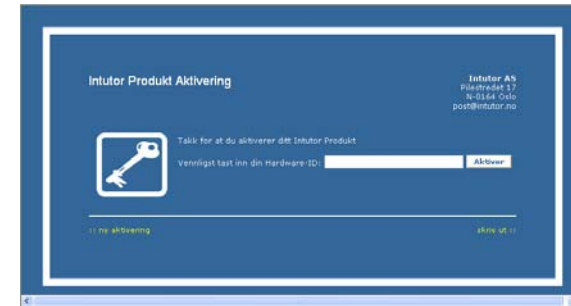 Intutor Produkt Aktivering
Intutor AS
Pilestredet 17
N-0164 Oslo
post@intutor.no
Takk for at du aktiverer ditt Intutor Produkt
Vennligst tast inn din Hardware-ID:
Aktiver
:: ny aktivering
skriv ut ::